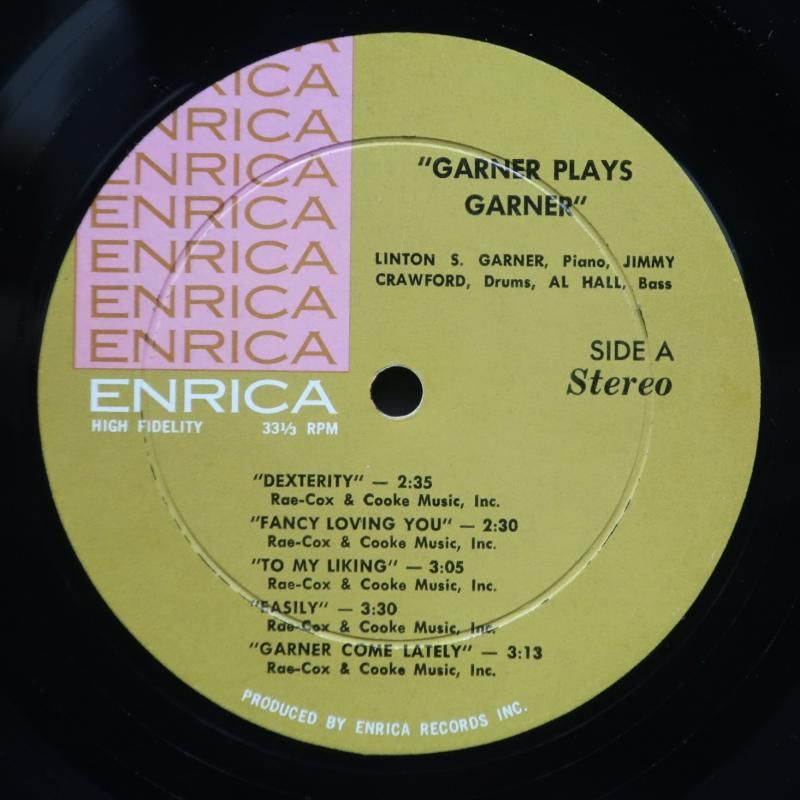 ENRICA
ENRICA
ENRICA
ENRICA
ENRICA
ENRICA
ENRICA
ENRICA
HIGH FIDELITY 33⅓ RPM
"GARNER PLAYS
GARNER"
LINTON S. GARNER, Piano, JIMMY
CRAWFORD, Drums, AL HALL, Bass
SIDE A
Stereo
"DEXTERITY" — 2:35
Rae-Cox & Cooke Music, Inc.
"FANCY LOVING YOU" — 2:30
Rae-Cox & Cooke Music, Inc.
"TO MY LIKING" — 3:05
Rae-Cox & Cooke Music, Inc.
"EASILY" — 3:30
Rae-Cox & Cooke Music, Inc.
"GARNER COME LATELY" — 3:13
Rae-Cox & Cooke Music, Inc.
PRODUCED BY ENRICA RECORDS INC.